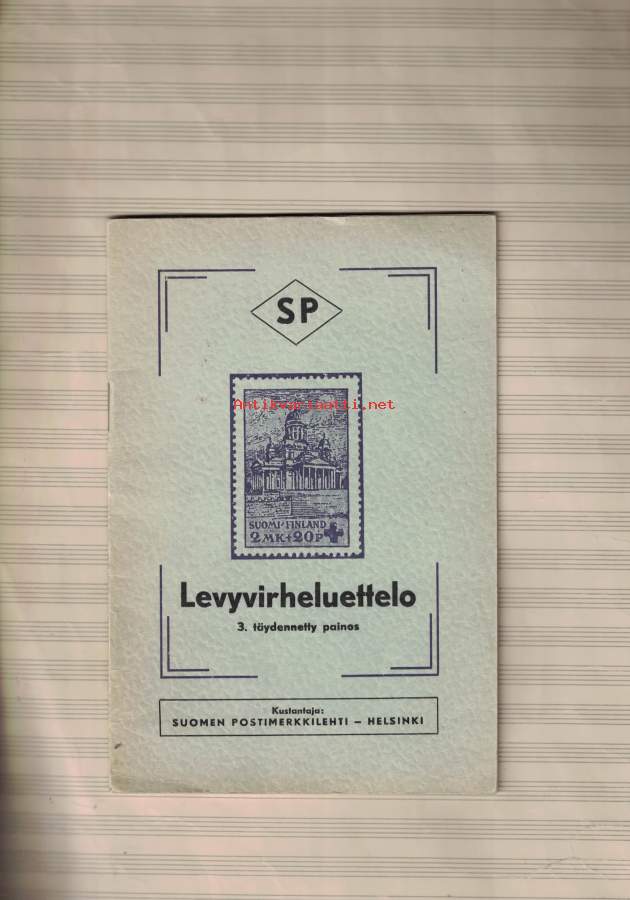 SP
Antikvariaatti.net
SUOMI-FINLAND
2 MK+20 P
Levyvirheluettelo
3. täydennetty painos
Kustantaja:
SUOMEN POSTIMERKKILEHTI – HELSINKI